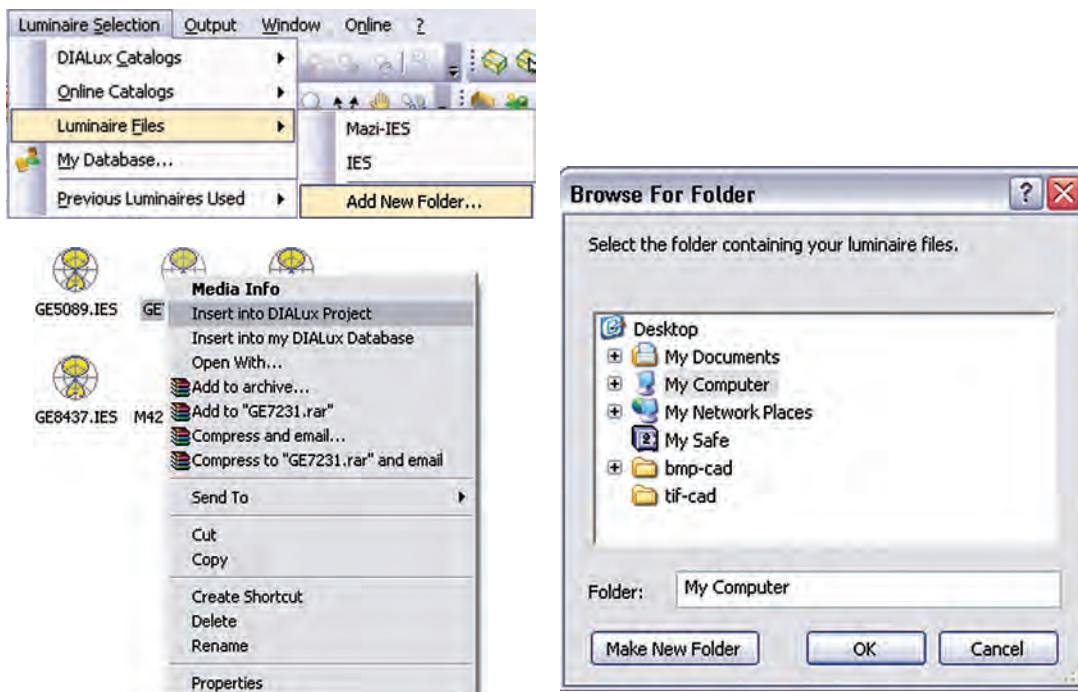 Luminaire Selection Output Window Online ?
DIALux Catalogs
Online Catalogs
Luminaire Files
My Database...
Previous Luminaires Used
Mazi-IES
IES
Add New Folder...
GE5089.IES
GE
GE8437.IES
M42
Media Info
Insert into DIALux Project
Insert into my DIALux Database
Open With...
Add to archive...
Add to "GE7231.rar"
Compress and email...
Compress to "GE7231.rar" and email
Send To
Cut
Copy
Create Shortcut
Delete
Rename
Properties
Browse For Folder
Select the folder containing your luminaire files.
Desktop
My Documents
My Computer
My Network Places
My Safe
bmp-cad
tif-cad
Folder: My Computer
Make New Folder OK Cancel